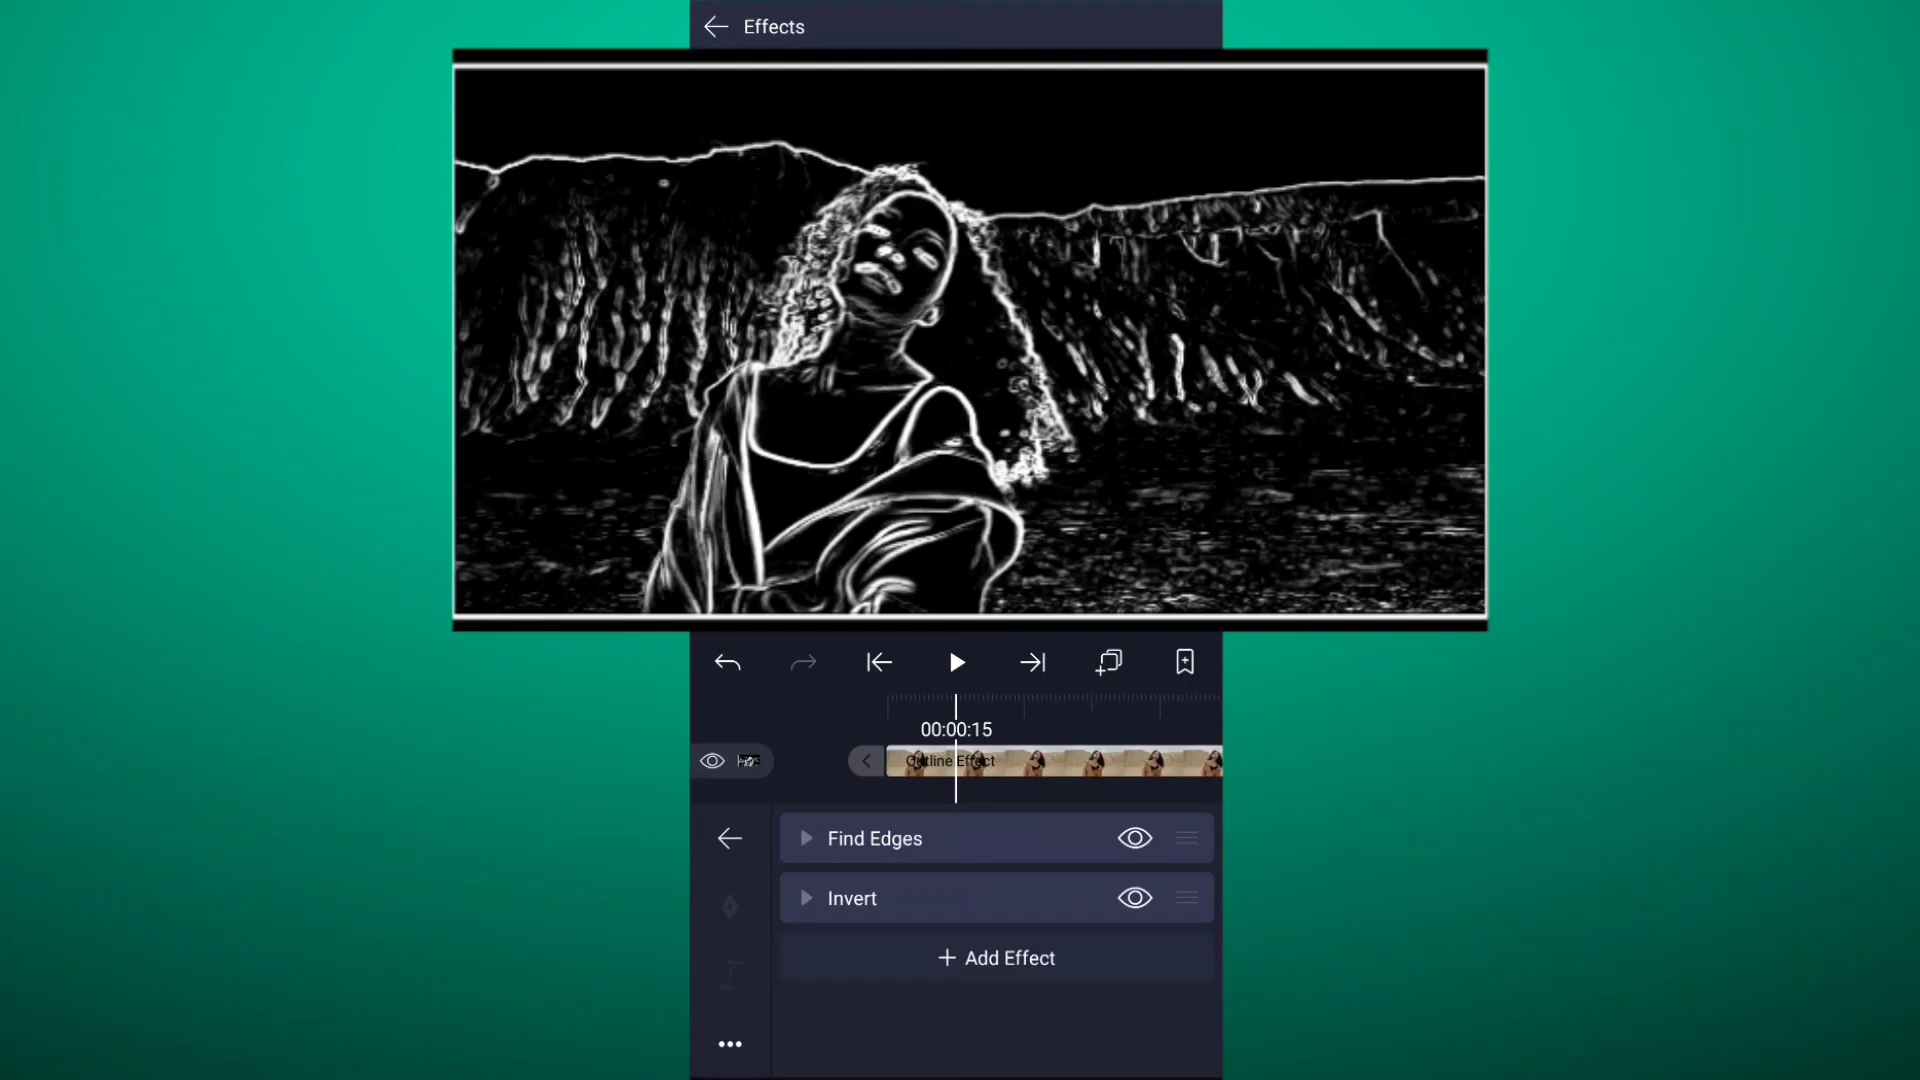 Effects
00:00:15
Outline Effect
Find Edges
Invert
+ Add Effect